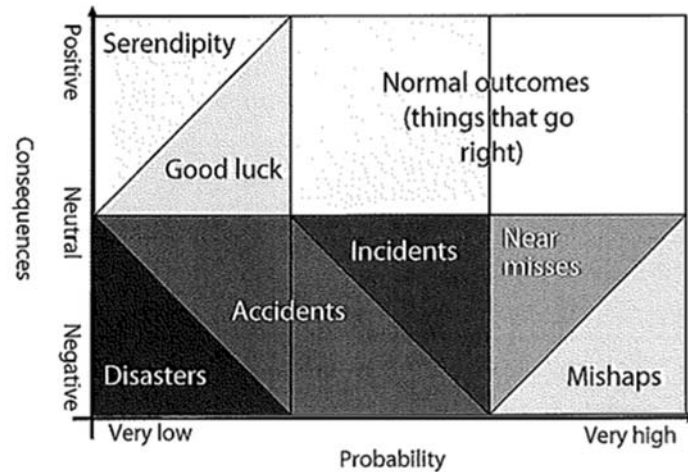 Positive
Neutral
Negative
Consequences
Serendipity
Good luck
Normal outcomes
(things that go
right)
Incidents
Near
misses
Accidents
Disasters
Mishaps
Very low
Very high
Probability